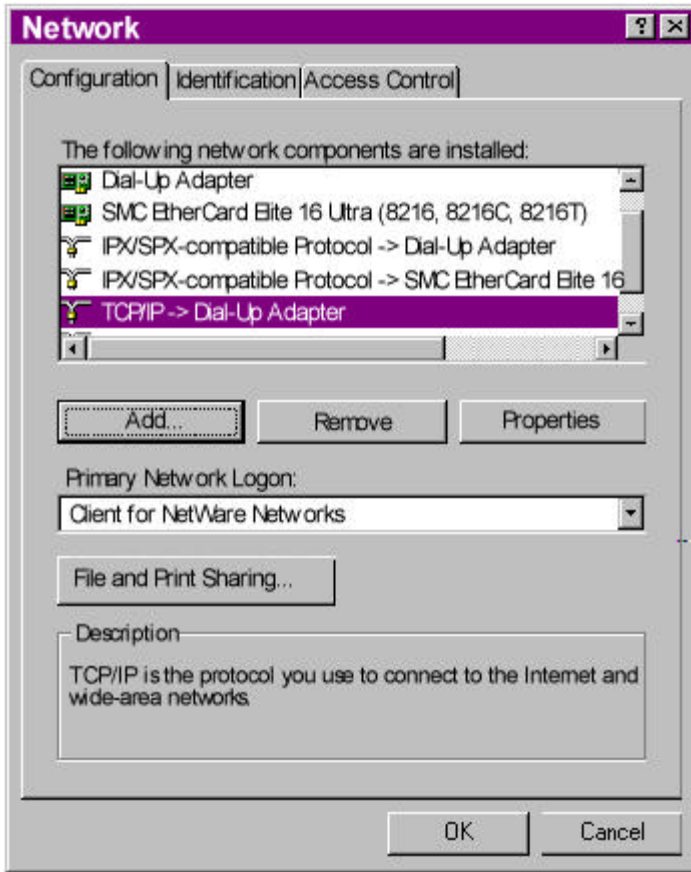 Network
Configuration Identification Access Control
The following network components are installed:
Dial-Up Adapter
SMC EtherCard Elite 16 Ultra (8216, 8216C, 8216T)
IPX/SPX-compatible Protocol -> Dial-Up Adapter
IPX/SPX-compatible Protocol -> SMC EtherCard Elite 16
TCP/IP -> Dial-Up Adapter
Add... Remove Properties
Primary Network Logon:
Client for NetWare Networks
File and Print Sharing...
Description
TCP/IP is the protocol you use to connect to the Internet and
wide-area networks.
OK Cancel